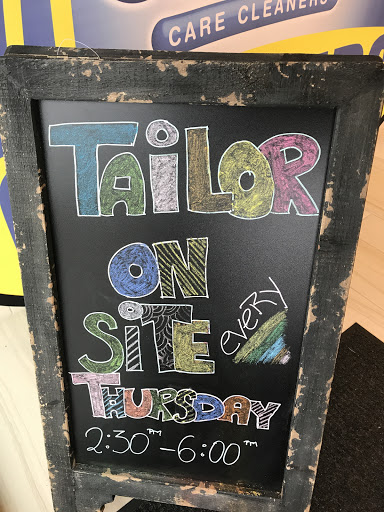 CARE CLEANERS
TAiLOR
ON
SiTE
every
THURSDAY
2:30PM - 6:00PM